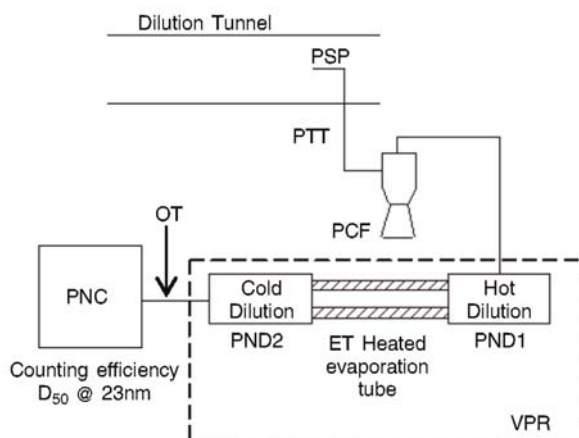 Dilution Tunnel
PSP
PTT
PCF
OT
PNC
Cold
Dilution
Hot
Dilution
PND2
ET Heated
evaporation
tube
PND1
Counting efficiency
D₅₀ @ 23nm
VPR